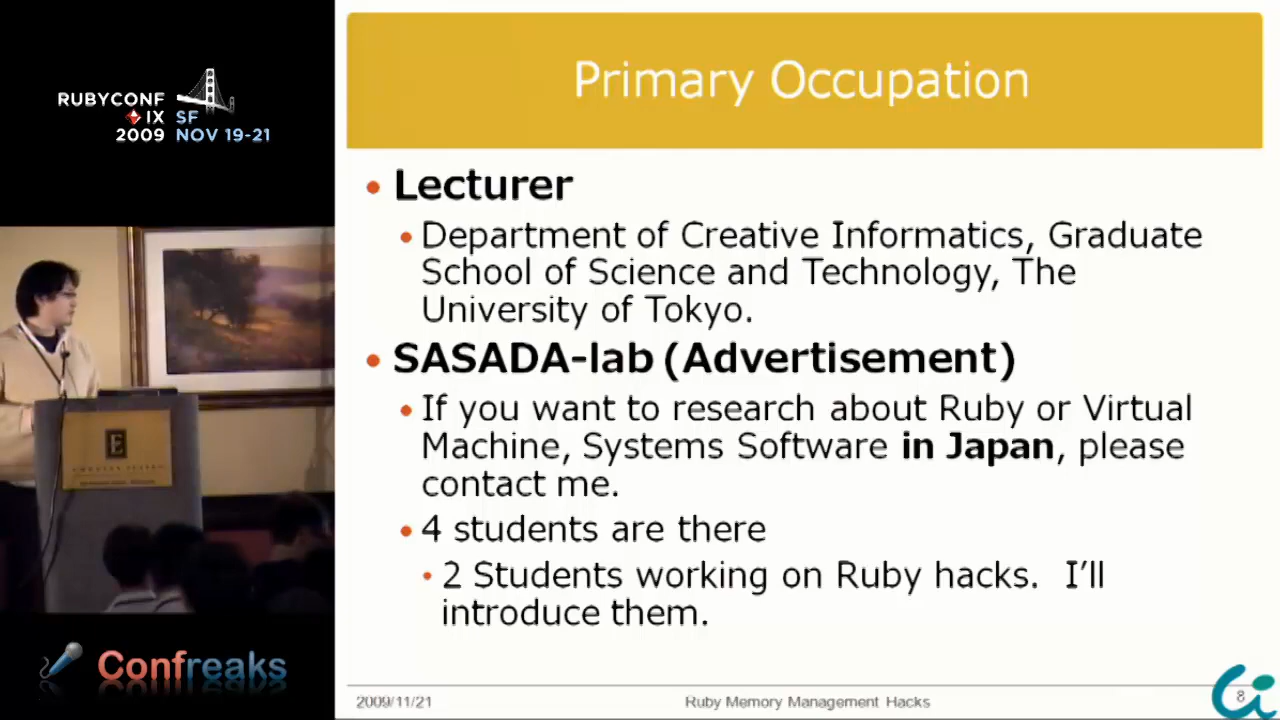 RUBYCONF
IX SF
2009 NOV 19-21
Primary Occupation
Lecturer
Department of Creative Informatics, Graduate
School of Science and Technology, The
University of Tokyo.
SASADA-lab (Advertisement)
If you want to research about Ruby or Virtual
Machine, Systems Software in Japan, please
contact me.
4 students are there
2 Students working on Ruby hacks. I'll
introduce them.
E
Confreaks
2009/11/21
Ruby Memory Management Hacks
8